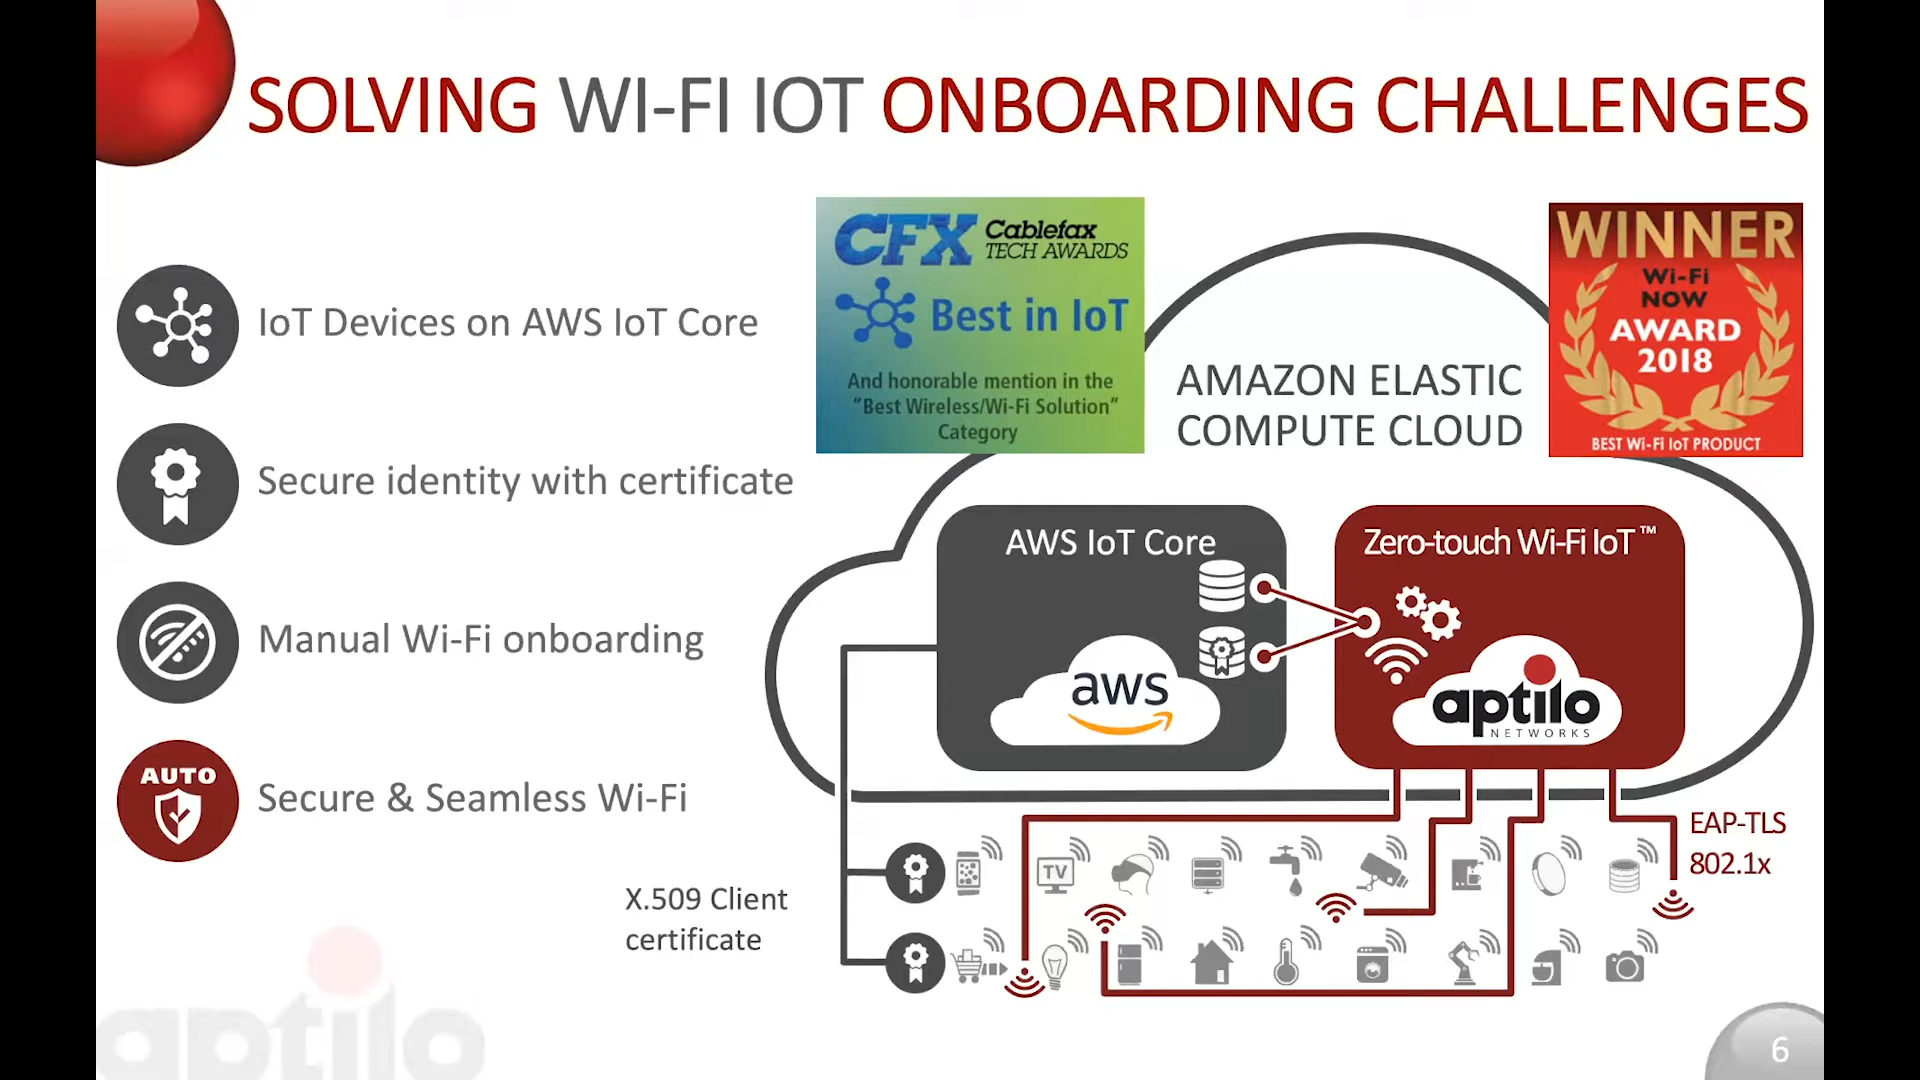 SOLVING WI-FI IOT ONBOARDING CHALLENGES
IoT Devices on AWS IoT Core
Secure identity with certificate
Manual Wi-Fi onboarding
AUTO
Secure & Seamless Wi-Fi
CFX Cablefax
TECH AWARDS
Best in IoT
And honorable mention in the
“Best Wireless/Wi-Fi Solution”
Category
WINNER
Wi-Fi
NOW
AWARD
2018
BEST Wi-Fi IoT PRODUCT
AMAZON ELASTIC
COMPUTE CLOUD
AWS IoT Core
aws
Zero-touch Wi-Fi IoT™
aptilo
NETWORKS
EAP-TLS
802.1x
X.509 Client
certificate
TV
aptilo
6